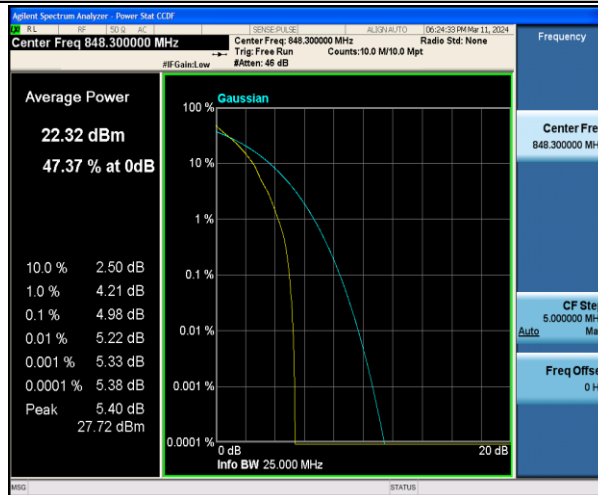 Agilent Spectrum Analyzer - Power Stat CCDF
RL RF 50 Ω AC SENSE:PULSE ALIGN AUTO 06:24:33 PM Mar 11, 2024
Center Freq 848.300000 MHz
Center Freq: 848.300000 MHz Radio Std: None
Trig: Free Run Counts:10.0 M/10.0 Mpt
#IFGain:Low #Atten: 46 dB
Frequency
Average Power
22.32 dBm
47.37 % at 0dB
10.0 % 2.50 dB
1.0 % 4.21 dB
0.1 % 4.98 dB
0.01 % 5.22 dB
0.001 % 5.33 dB
0.0001 % 5.38 dB
Peak 5.40 dB
27.72 dBm
Gaussian
100 %
10 %
1 %
0.1 %
0.01 %
0.001 %
0.0001 %
0 dB 20 dB
Info BW 25.000 MHz
Center Fre
848.300000 MH
CF Ste
5.000000 MH
Auto Ma
Freq Offse
0 H
MSG STATUS